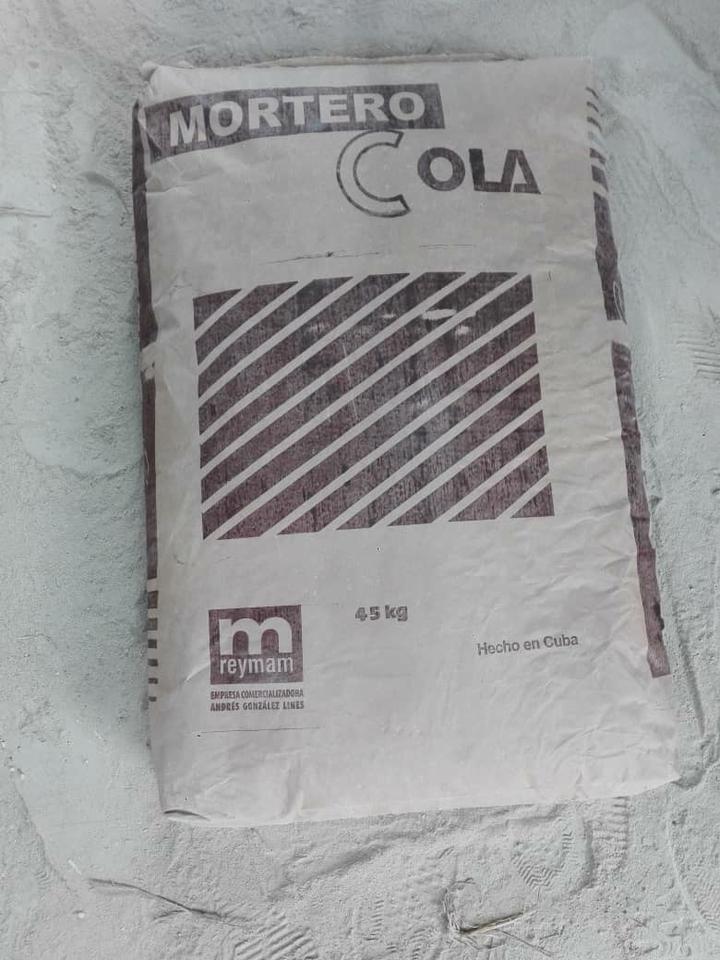 MORTERO
COLA
45 kg
Hecho en Cuba
m
reymam
EMPRESA COMERCIALIZADORA
ANDRÉS GONZÁLEZ LINES